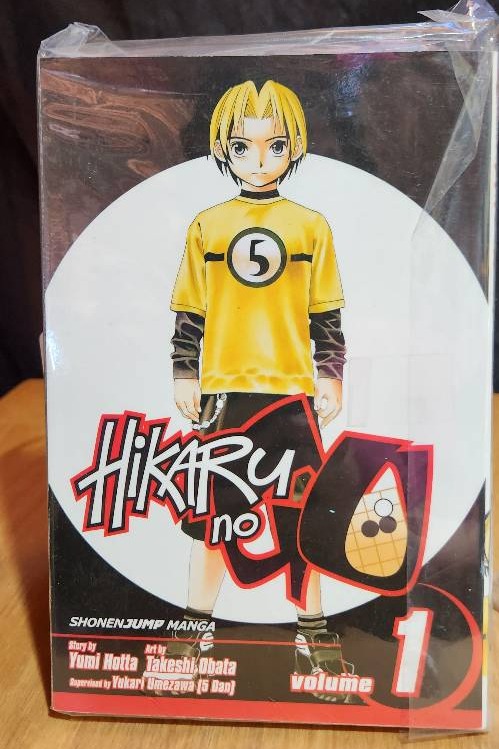 5
HiKARU
no
GO
SHONENJUMP MANGA
Story by
Yumi Hotta
Art by
Takeshi Obata
Supervised by Yukari Umezawa (5 Dan)
volume 1